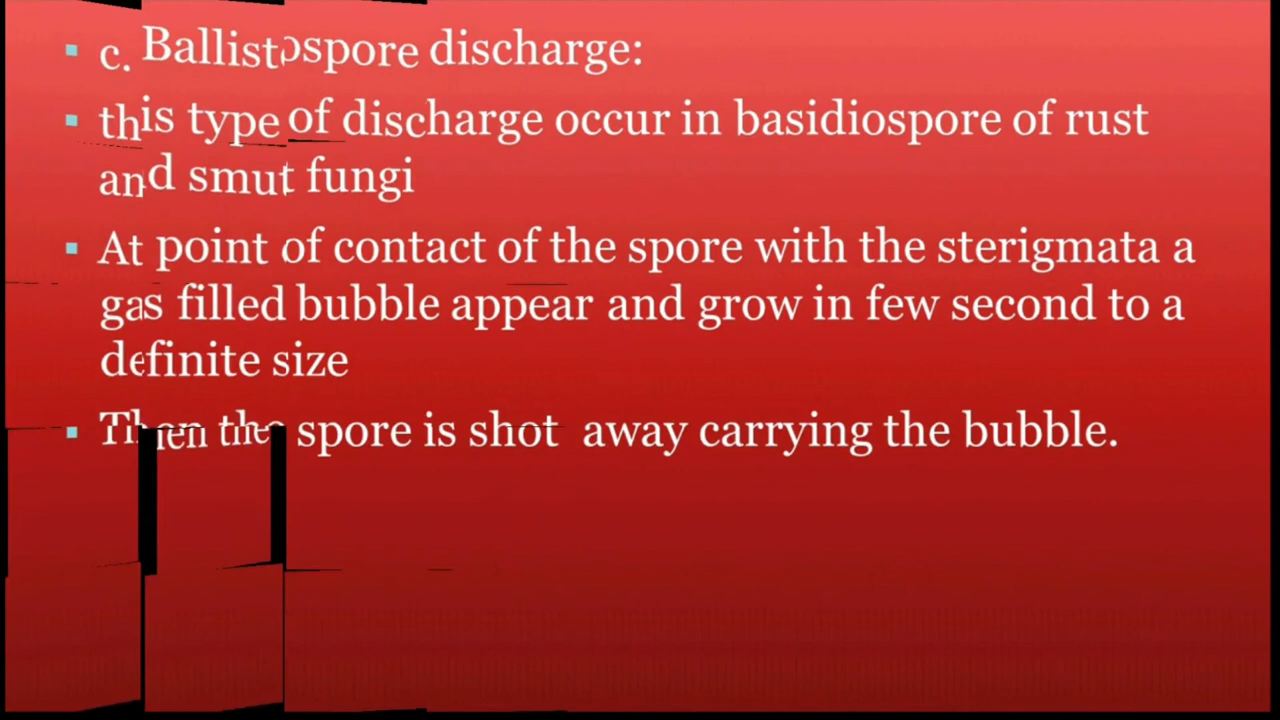 c. Ballistospore discharge:
this type of discharge occur in basidiospore of rust
and smut fungi
At point of contact of the spore with the sterigmata a
gas filled bubble appear and grow in few second to a
definite size
Then the spore is shot away carrying the bubble.